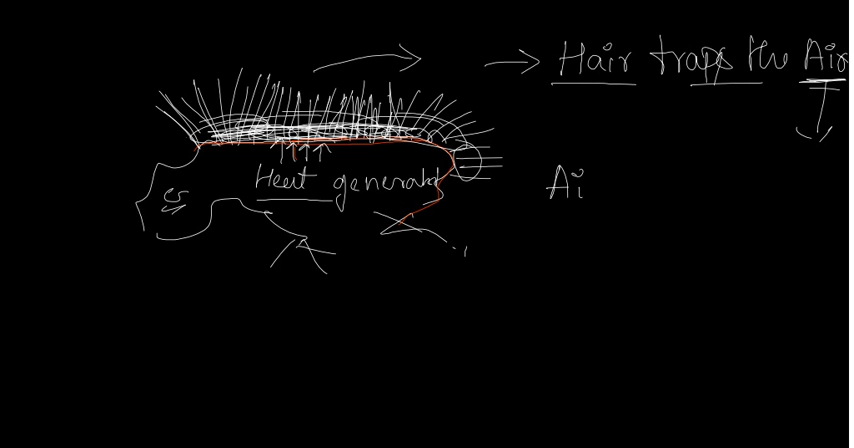 → Hair traps the Air
Heat generated
Ai